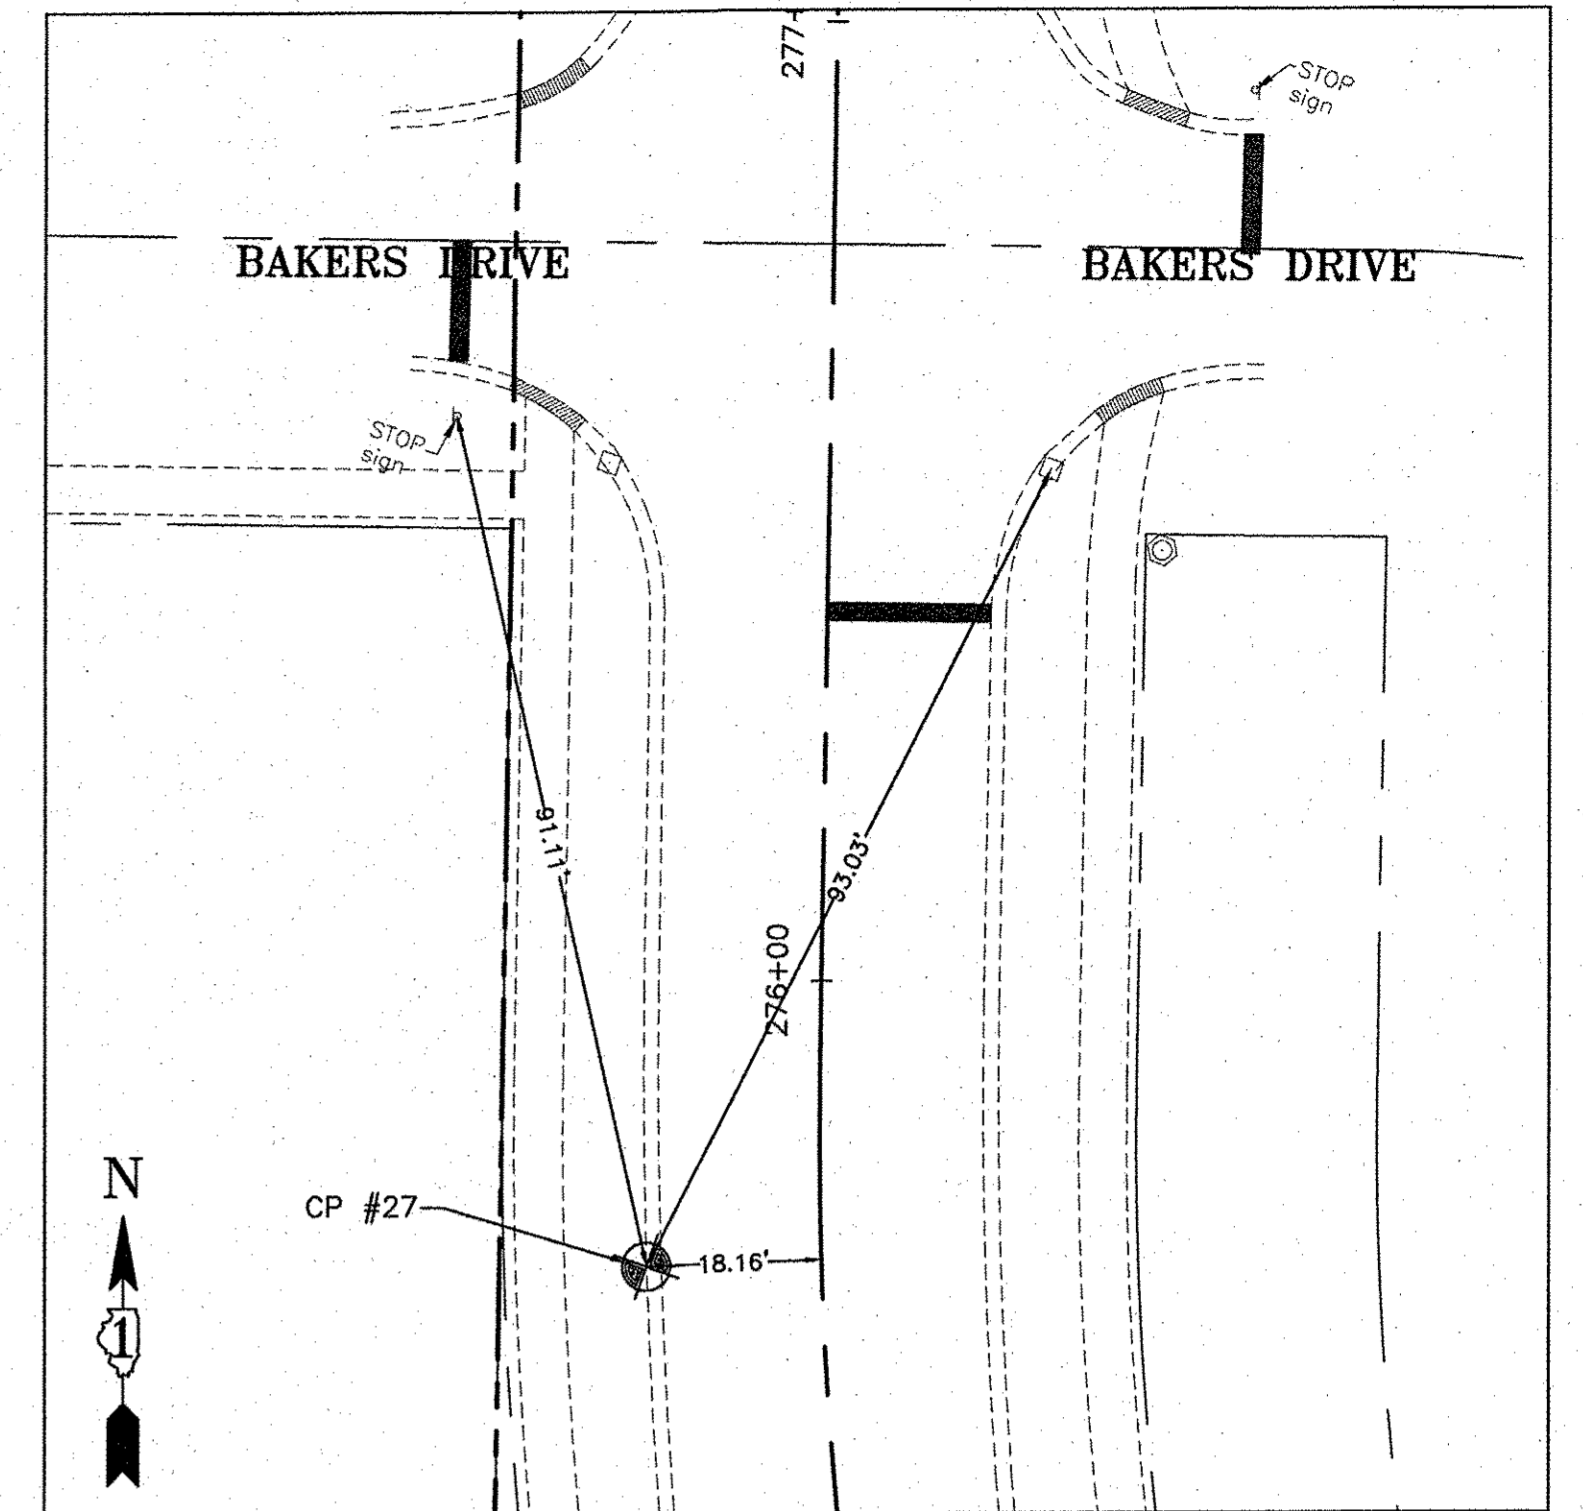 277
STOP
sign
BAKERS DRIVE
BAKERS DRIVE
STOP
sign
91.11'
93.03'
276+00
N
CP #27
18.16'
1